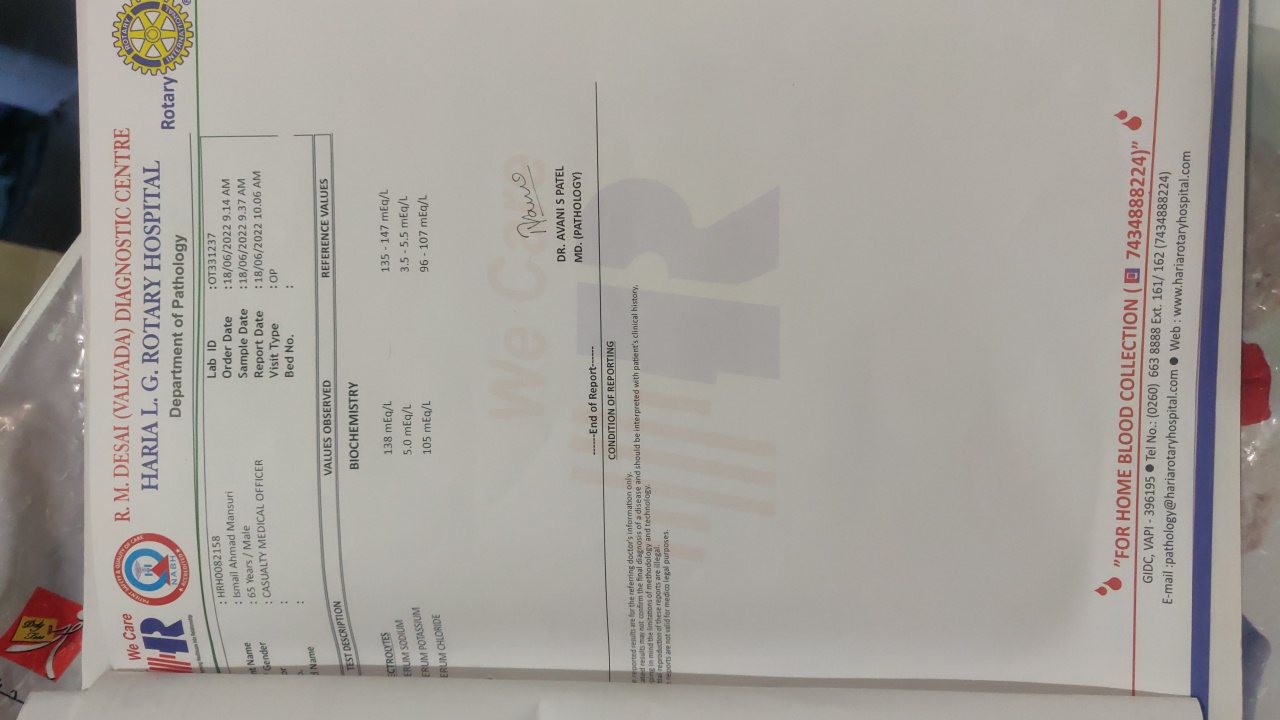 We Care
R
PATIENT SAFETY & QUALITY OF CARE
NABH
ACCREDITED
R. M. DESAI (VALVADA) DIAGNOSTIC CENTRE
HARIA L. G. ROTARY HOSPITAL
Department of Pathology
Rotary
ROTARY
INTERNATIONAL
: HRH0082158
Name : Ismail Ahmad Mansuri
Gender : 65 Years / Male
: CASUALTY MEDICAL OFFICER
:
:
Name
Lab ID :OT331237
Order Date :18/06/2022 9.14 AM
Sample Date :18/06/2022 9.37 AM
Report Date :18/06/2022 10.06 AM
Visit Type :OP
Bed No. :
TEST DESCRIPTION VALUES OBSERVED REFERENCE VALUES
BIOCHEMISTRY
ECTROLYTES
ERUM SODIUM 138 mEq/L 135 - 147 mEq/L
ERUM POTASSIUM 5.0 mEq/L 3.5 - 5.5 mEq/L
ERUM CHLORIDE 105 mEq/L 96 - 107 mEq/L
We Care
DR. AVANI S PATEL
MD. (PATHOLOGY)
------End of Report------
CONDITION OF REPORTING
reported results are for the referring doctor's information only.
results may not confirm the final diagnosis of a disease and should be interpreted with patient's clinical history,
in mind the limitations of methodology and technology.
reproduction of these reports are illegal.
reports are not valid for medico legal purposes.
R
"FOR HOME BLOOD COLLECTION ( 7434888224)"
GIDC, VAPI - 396195 ● Tel No.: (0260) 663 8888 Ext. 161/ 162 (7434888224)
E-mail :pathology@hariarotaryhospital.com ● Web : www.hariarotaryhospital.com